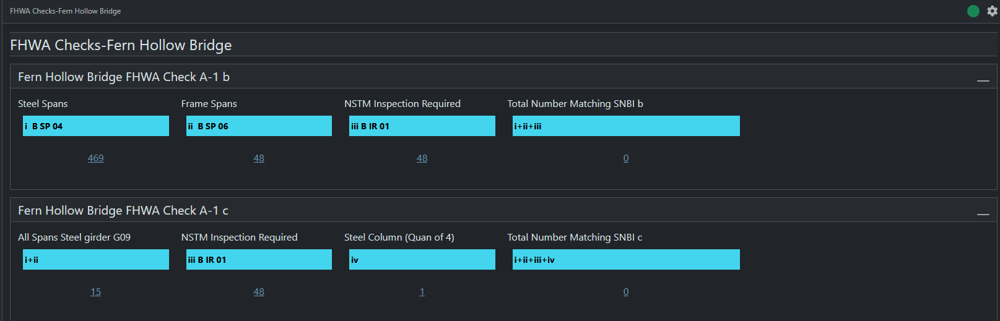 FHWA Checks-Fern Hollow Bridge
FHWA Checks-Fern Hollow Bridge
Fern Hollow Bridge FHWA Check A-1 b
Steel Spans Frame Spans NSTM Inspection Required Total Number Matching SNBI b
i B SP 04 ii B SP 06 iii B IR 01 i+ii+iii
469 48 48 0
Fern Hollow Bridge FHWA Check A-1 c
All Spans Steel girder G09 NSTM Inspection Required Steel Column (Quan of 4) Total Number Matching SNBI c
i+ii iii B IR 01 iv i+ii+iii+iv
15 48 1 0